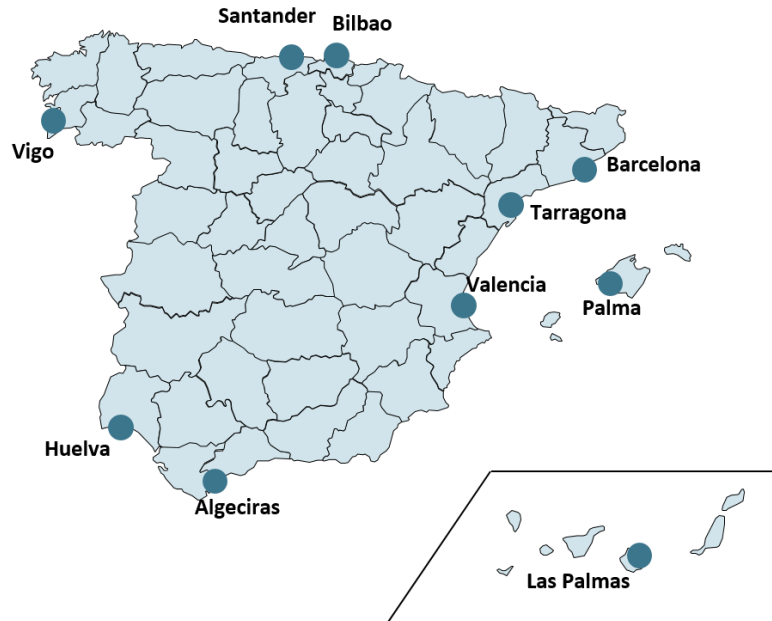 Santander
Bilbao
Vigo
Barcelona
Tarragona
Valencia
Palma
Huelva
Algeciras
Las Palmas